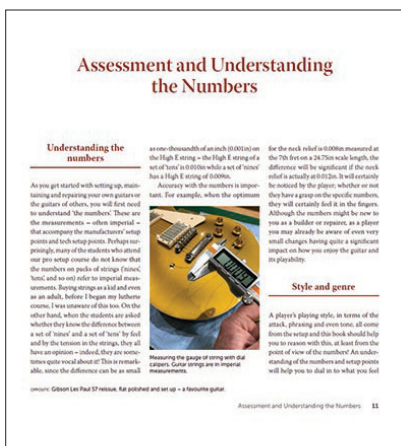 Assessment and Understanding
the Numbers
Understanding the
numbers
As you get started with setting up, main-
taining and repairing your own guitars or
the guitars of others, you will first need
to understand 'the numbers'. These are
the measurements – often imperial –
that accompany the manufacturers' setup
points and tech setup points. Perhaps sur-
prisingly, many of the students who attend
our pro setup course do not know that
the numbers on packs of strings ('nines',
'tens', and so on) refer to imperial meas-
urements. Buying strings as a kid and even
as an adult, before I began my lutherie
course, I was unaware of this too. On the
other hand, when the students are asked
whether they know the difference between
a set of 'nines' and a set of 'tens' by feel
and by the tension in the strings, they all
have an opinion – indeed, they are some-
times quite vocal about it! This is remark-
able, since the difference can be as small
as one-thousandth of an inch (0.001in) on
the High E string – the High E string of a
set of 'tens' is 0.010in while a set of 'nines'
has a High E string of 0.009in.
Accuracy with the numbers is impor-
tant. For example, when the optimum
Measuring the gauge of string with dial
calipers. Guitar strings are in imperial
measurements.
for the neck relief is 0.008in measured at
the 7th fret on a 24.75in scale length, the
difference will be significant if the neck
relief is actually at 0.012in. It will certainly
be noticed by the player; whether or not
they have a grasp on the specific numbers,
they will certainly feel it in the fingers.
Although the numbers might be new to
you as a builder or repairer, as a player
you may already be aware of even very
small changes having quite a significant
impact on how you enjoy the guitar and
its playability.
Style and genre
A player's playing style, in terms of the
attack, phrasing and even tone, all come
from the setup and this book should help
you to reason with this, at least from the
point of view of the numbers! An under-
standing of the numbers and setup points
will help you to dial in to what you feel
OPPOSITE: Gibson Les Paul 57 reissue, flat polished and set up – a favourite guitar.
Assessment and Understanding the Numbers 11